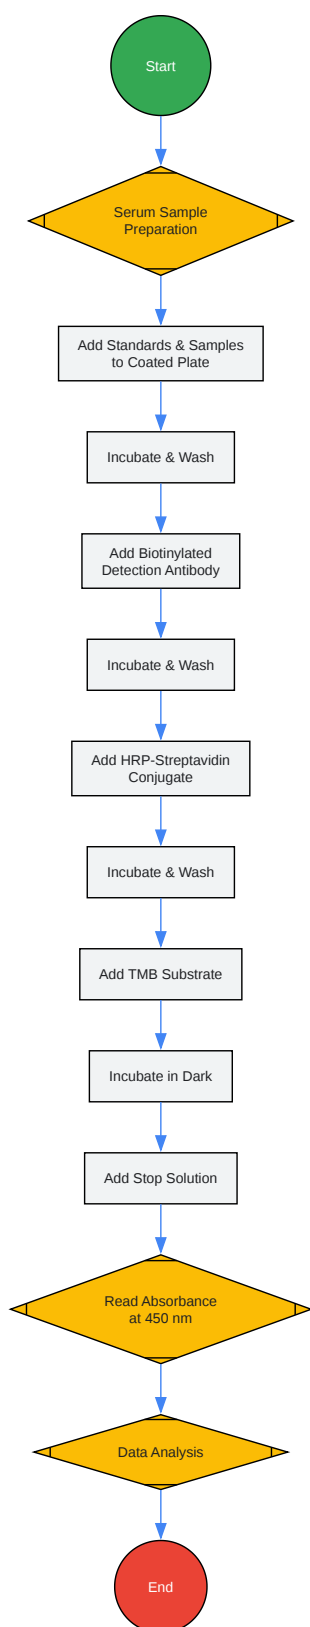 Start
Serum Sample
Preparation
Add Standards & Samples
to Coated Plate
Incubate & Wash
Add Biotinylated
Detection Antibody
Incubate & Wash
Add HRP-Streptavidin
Conjugate
Incubate & Wash
Add TMB Substrate
Incubate in Dark
Add Stop Solution
Read Absorbance
at 450 nm
Data Analysis
End